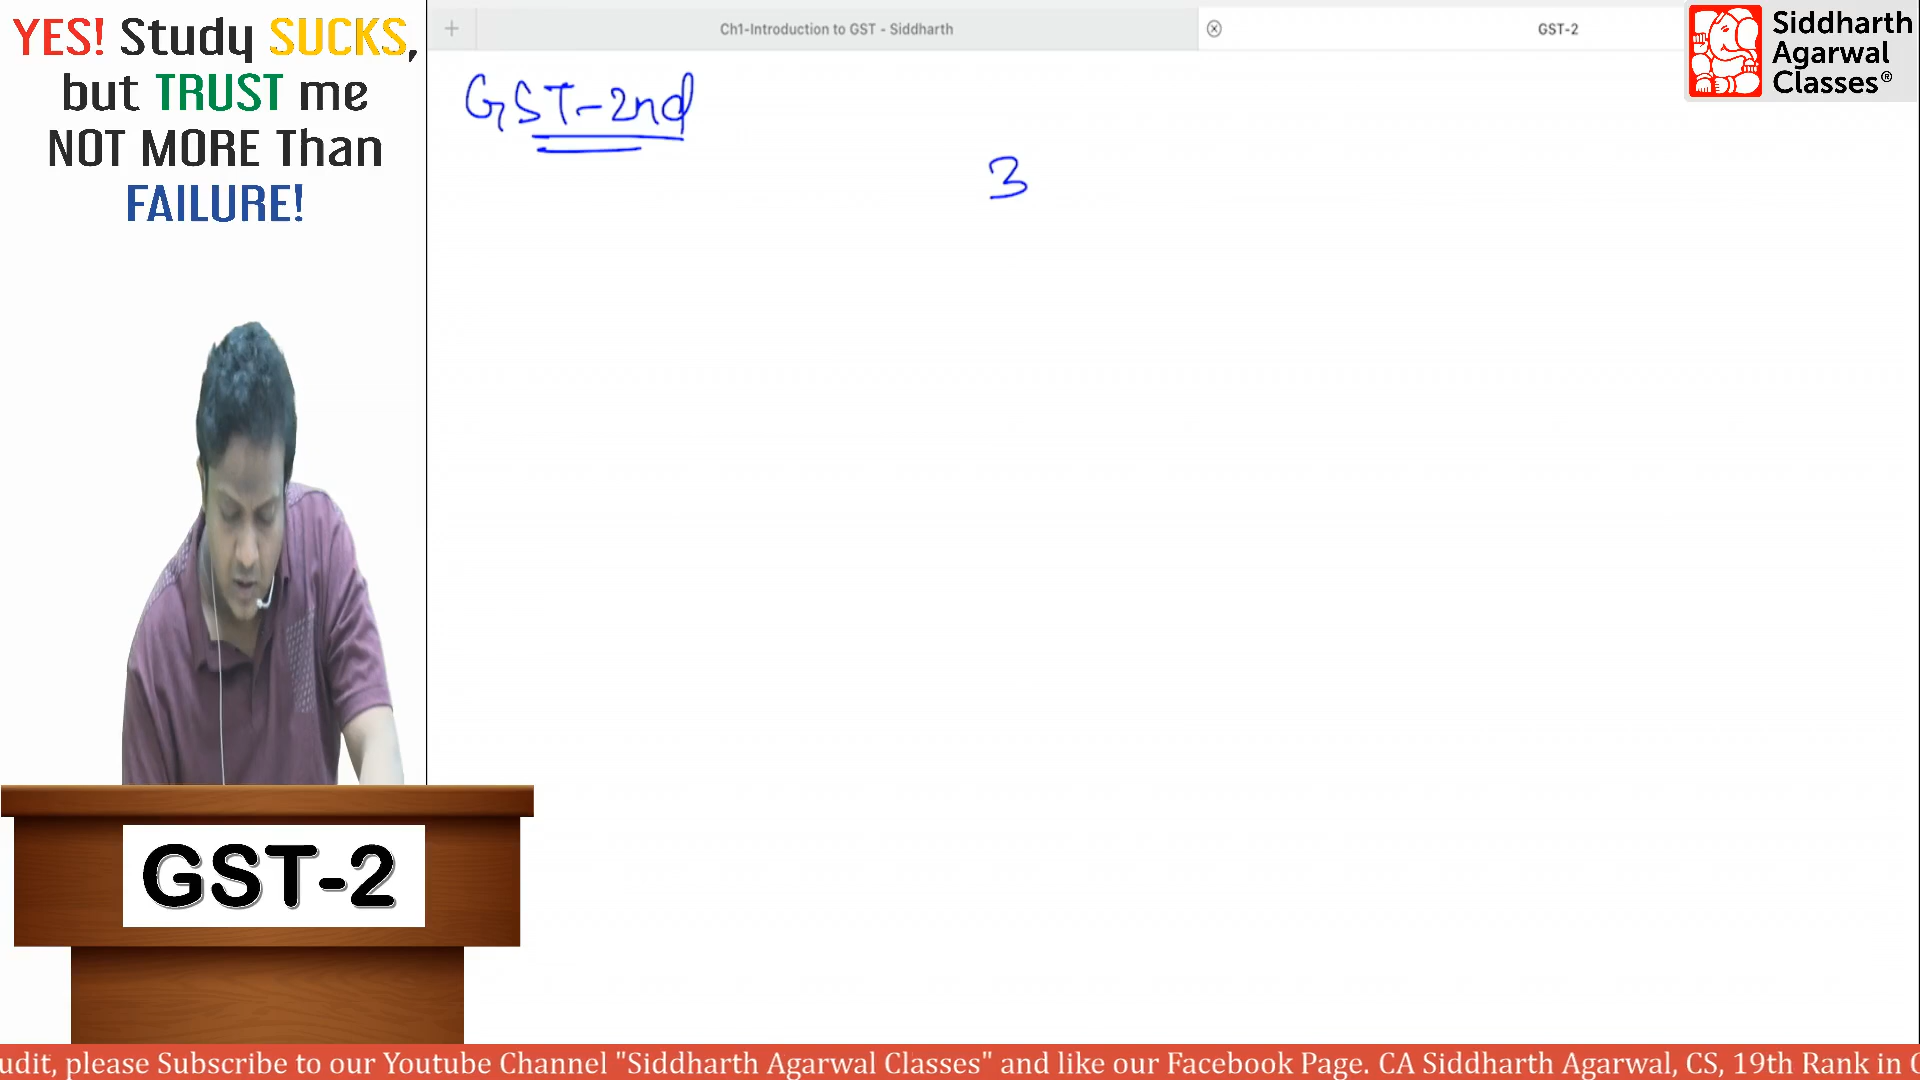 YES! Study SUCKS,
but TRUST me
NOT MORE Than
FAILURE!
Ch1-Introduction to GST - Siddharth
GST-2
Siddharth
Agarwal
Classes®
GST-2nd
3
GST-2
udit, please Subscribe to our Youtube Channel "Siddharth Agarwal Classes" and like our Facebook Page. CA Siddharth Agarwal, CS, 19th Rank in